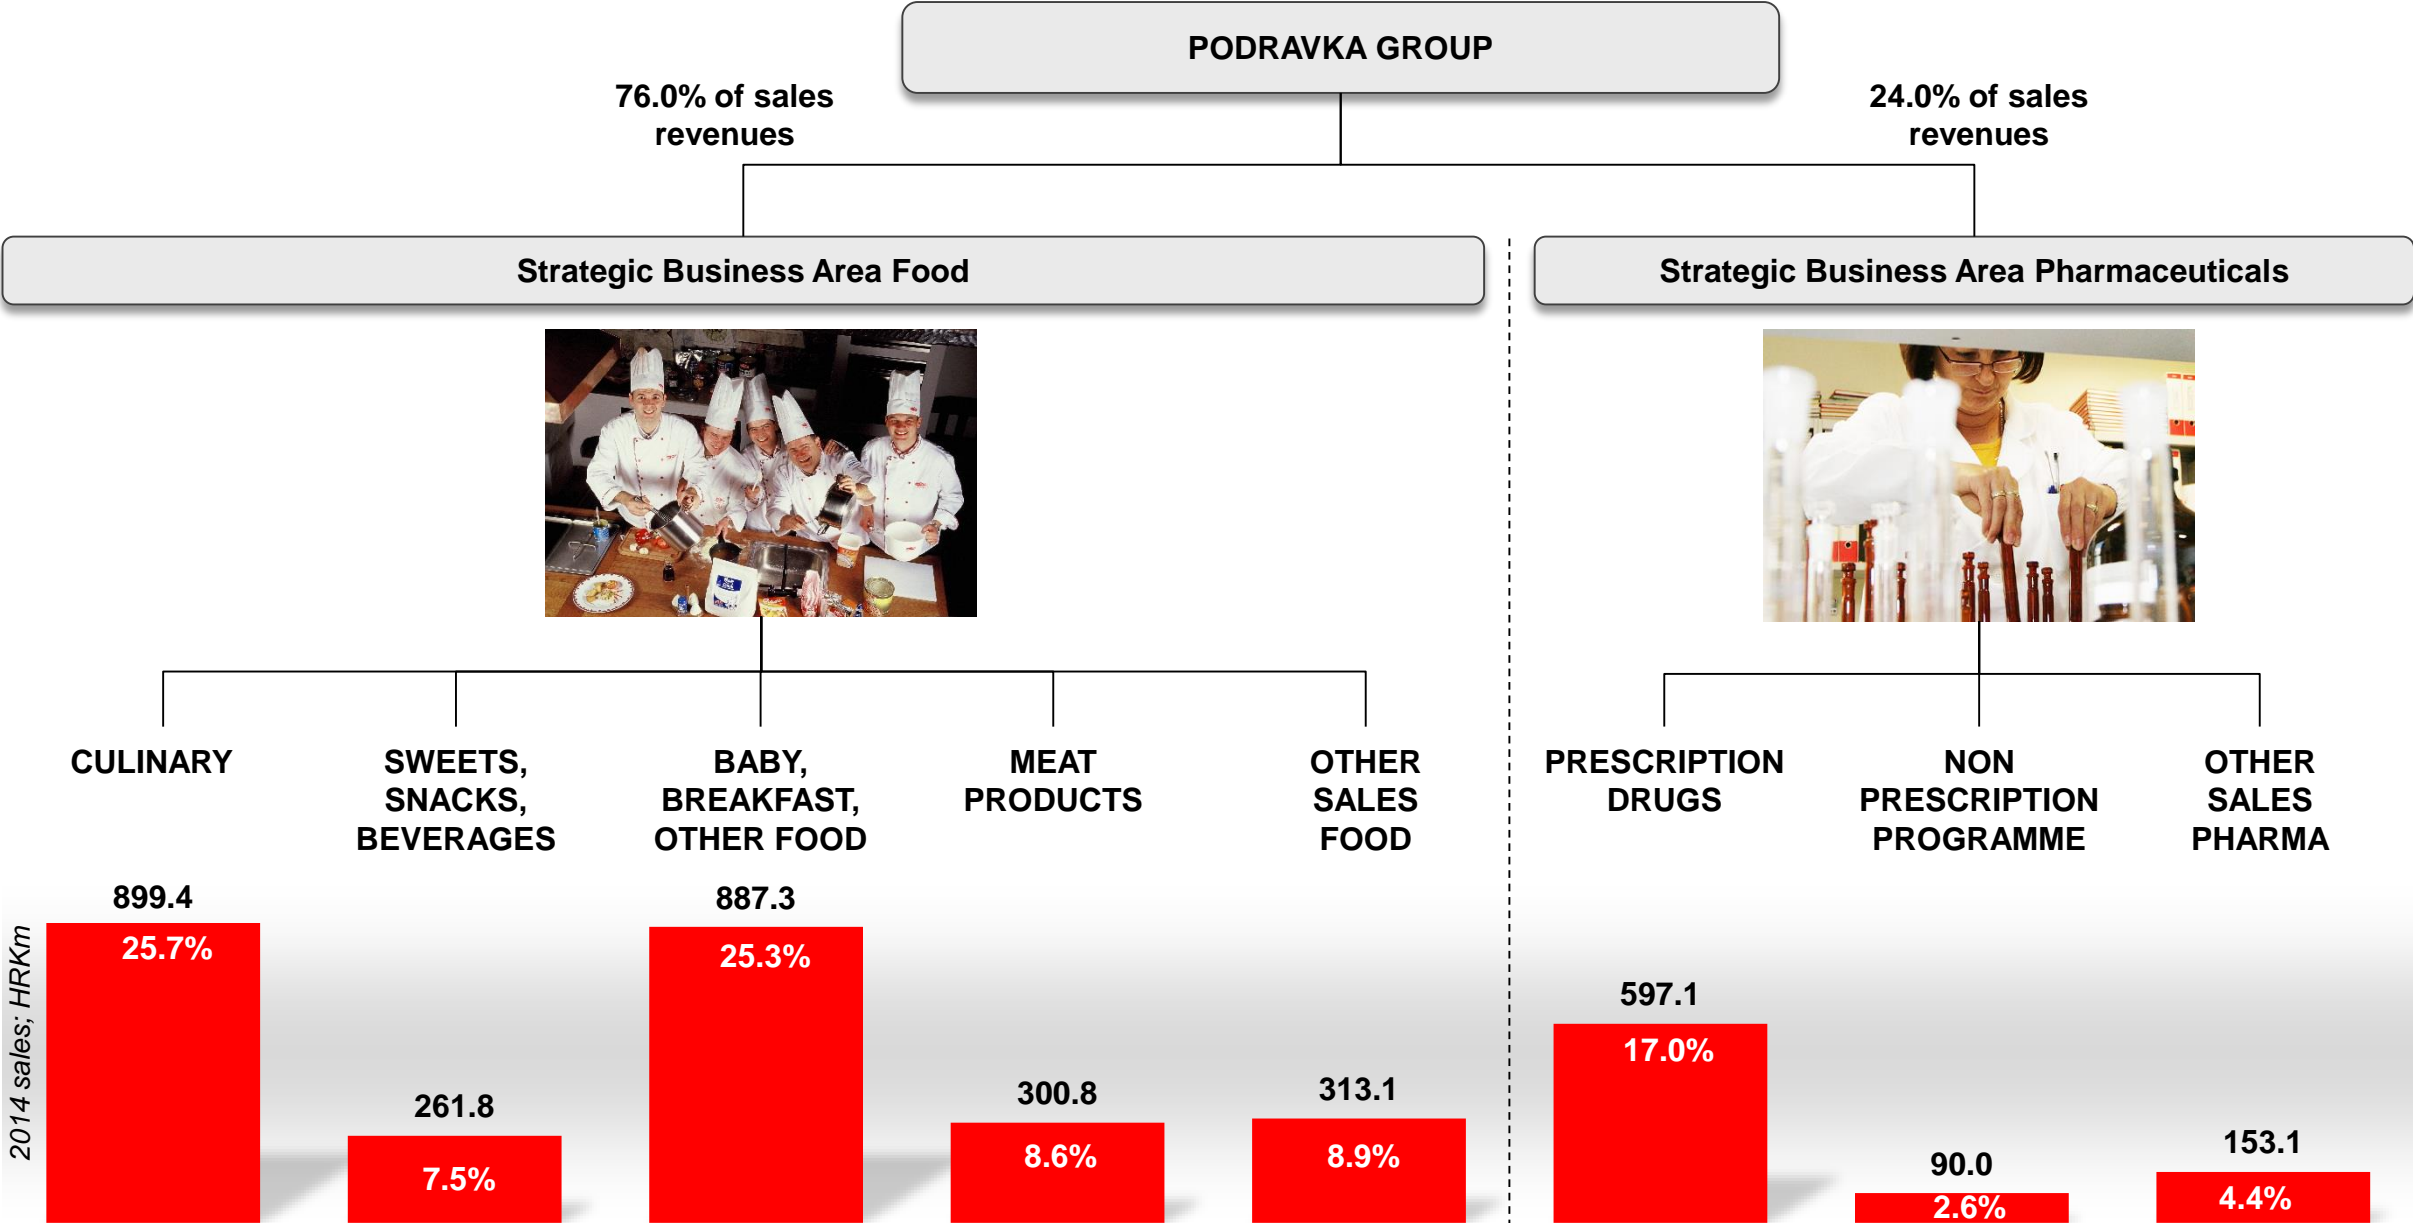 PODRAVKA GROUP
76.0% of sales
revenues
24.0% of sales
revenues
Strategic Business Area Food
Strategic Business Area Pharmaceuticals
CULINARY
SWEETS,
SNACKS,
BEVERAGES
BABY,
BREAKFAST,
OTHER FOOD
MEAT
PRODUCTS
OTHER
SALES
FOOD
PRESCRIPTION
DRUGS
NON
PRESCRIPTION
PROGRAMME
OTHER
SALES
PHARMA
2014 sales; HRKm
899.4
25.7%
261.8
7.5%
887.3
25.3%
300.8
8.6%
313.1
8.9%
597.1
17.0%
90.0
2.6%
153.1
4.4%